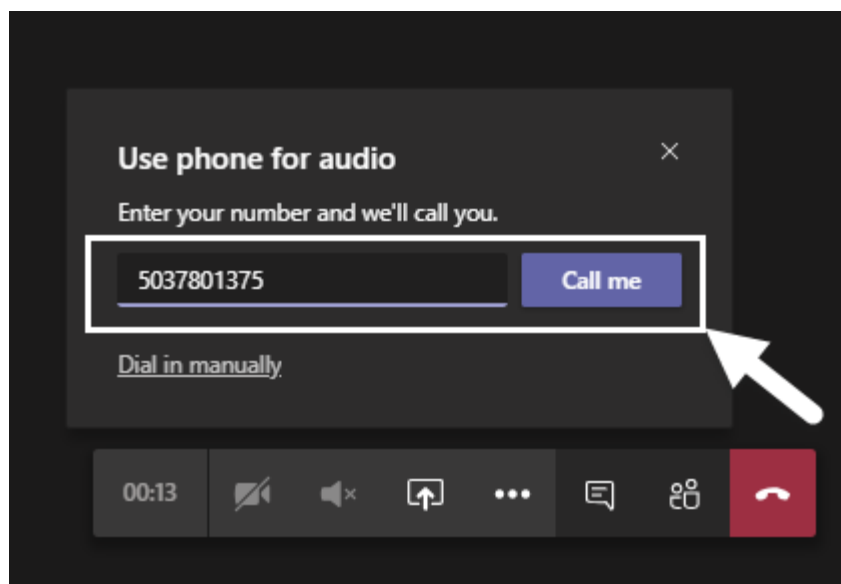 Use phone for audio
Enter your number and we'll call you.
5037801375
Call me
Dial in manually
00:13